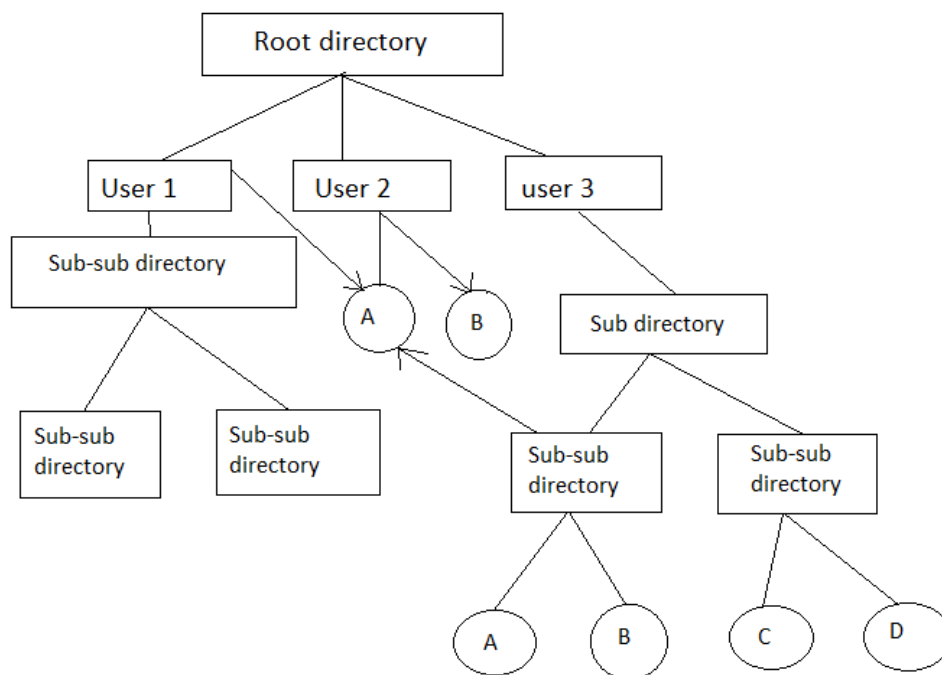 Root directory
User 1
User 2
user 3
Sub-sub directory
A
B
Sub directory
Sub-sub
directory
Sub-sub
directory
Sub-sub
directory
Sub-sub
directory
A
B
C
D